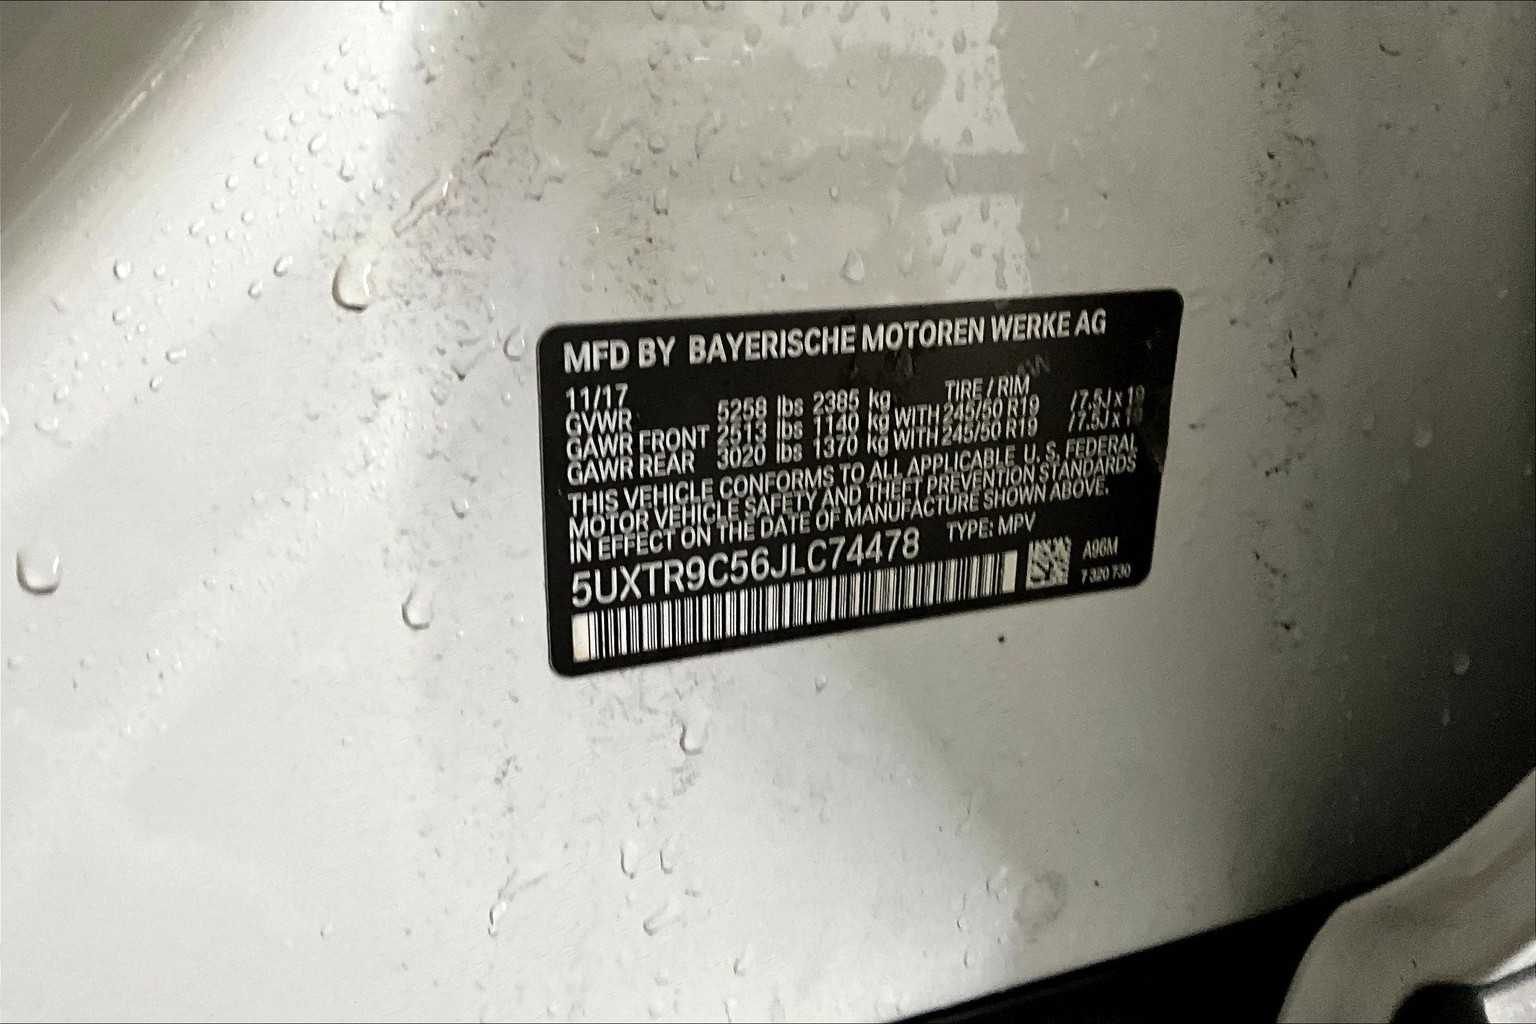 MFD BY BAYERISCHE MOTOREN WERKE AG
11/17 TIRE / RIM
GVWR 5258 lbs 2385 kg
GAWR FRONT 2513 lbs 1140 kg WITH 245/50 R19 /7.5J x 19
GAWR REAR 3020 lbs 1370 kg WITH 245/50 R19 /7.5J x 19
THIS VEHICLE CONFORMS TO ALL APPLICABLE U. S. FEDERAL
MOTOR VEHICLE SAFETY AND THEFT PREVENTION STANDARDS
IN EFFECT ON THE DATE OF MANUFACTURE SHOWN ABOVE.
5UXTR9C56JLC74478 TYPE: MPV
A96M
7 320 730